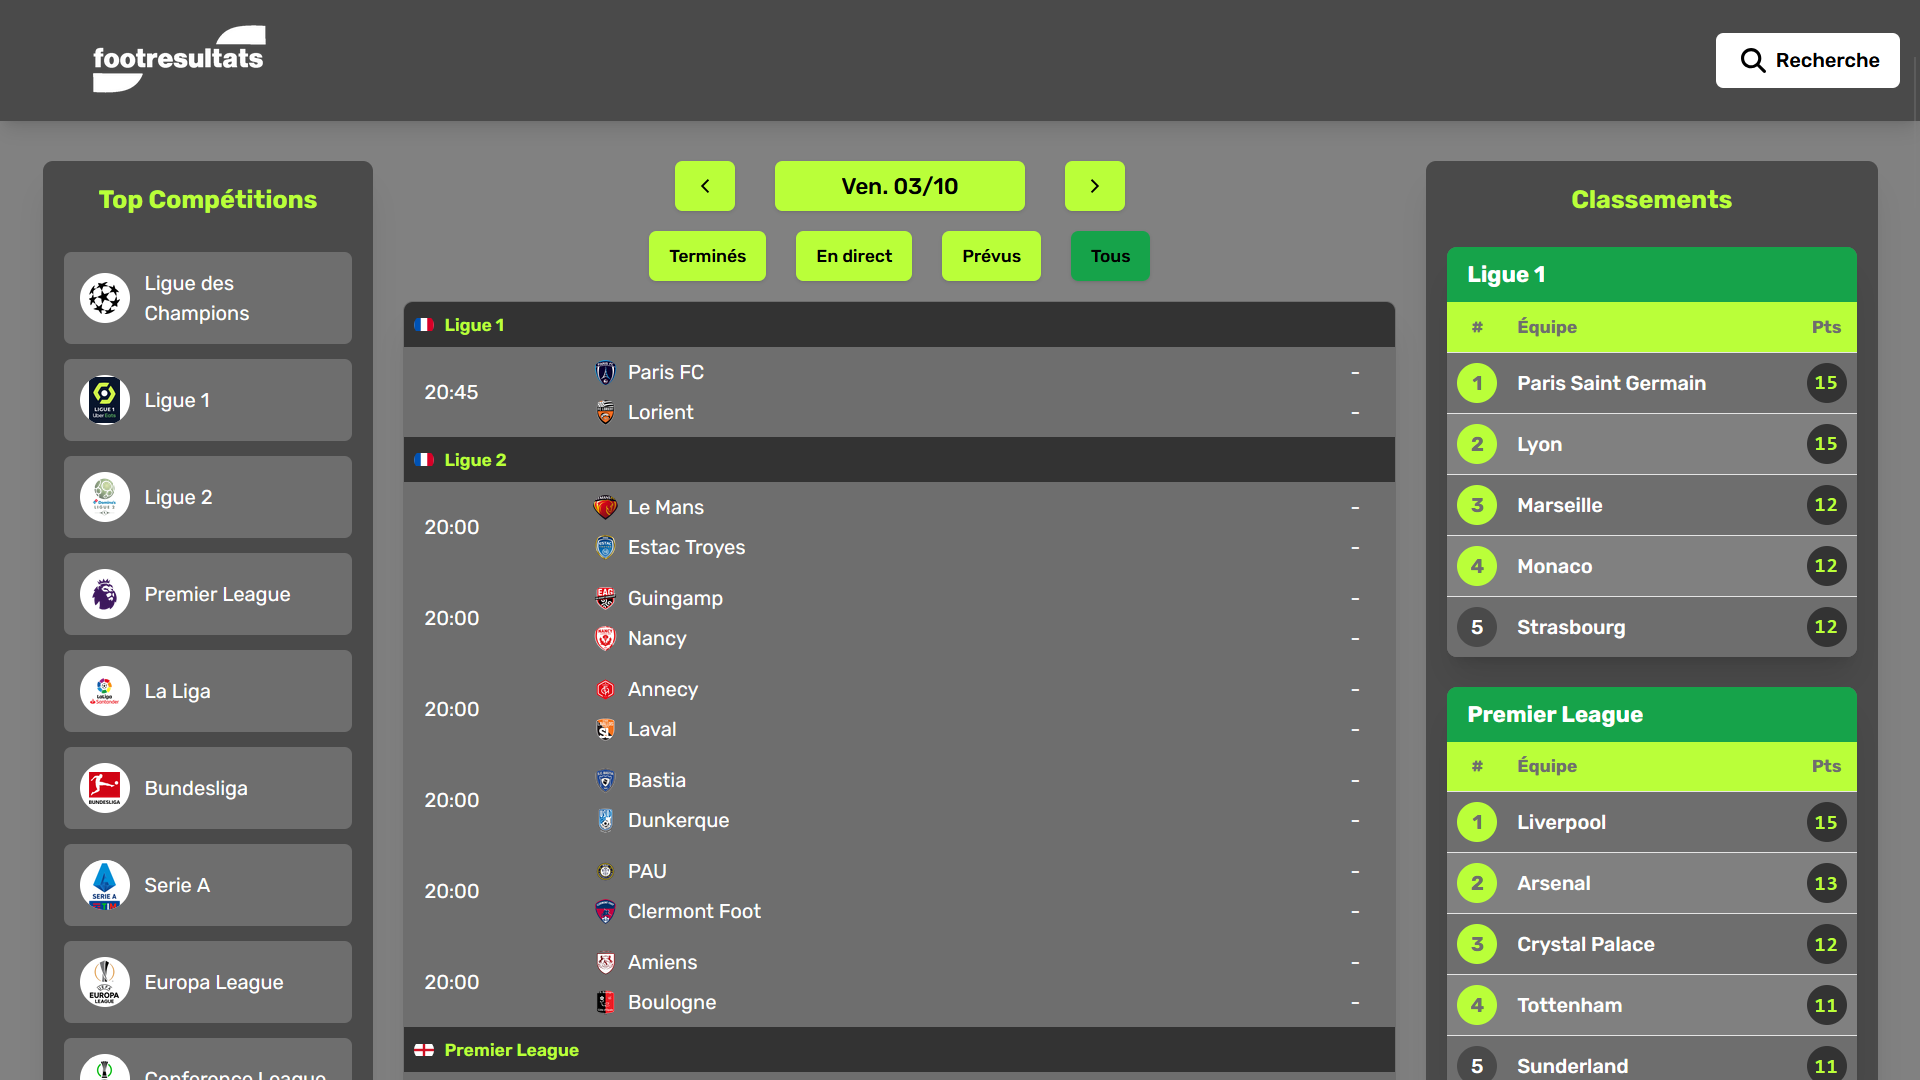 footresultats
Recherche
Top Compétitions
Ligue des
Champions
Ligue 1
Ligue 2
Premier League
La Liga
Bundesliga
Serie A
Europa League
Conference League
Ven. 03/10
Terminés
En direct
Prévus
Tous
Ligue 1
20:45
Paris FC -
Lorient -
Ligue 2
20:00
Le Mans -
Estac Troyes -
20:00
Guingamp -
Nancy -
20:00
Annecy -
Laval -
20:00
Bastia -
Dunkerque -
20:00
PAU -
Clermont Foot -
20:00
Amiens -
Boulogne -
Premier League
Classements
Ligue 1
# Équipe Pts
1 Paris Saint Germain 15
2 Lyon 15
3 Marseille 12
4 Monaco 12
5 Strasbourg 12
Premier League
# Équipe Pts
1 Liverpool 15
2 Arsenal 13
3 Crystal Palace 12
4 Tottenham 11
5 Sunderland 11